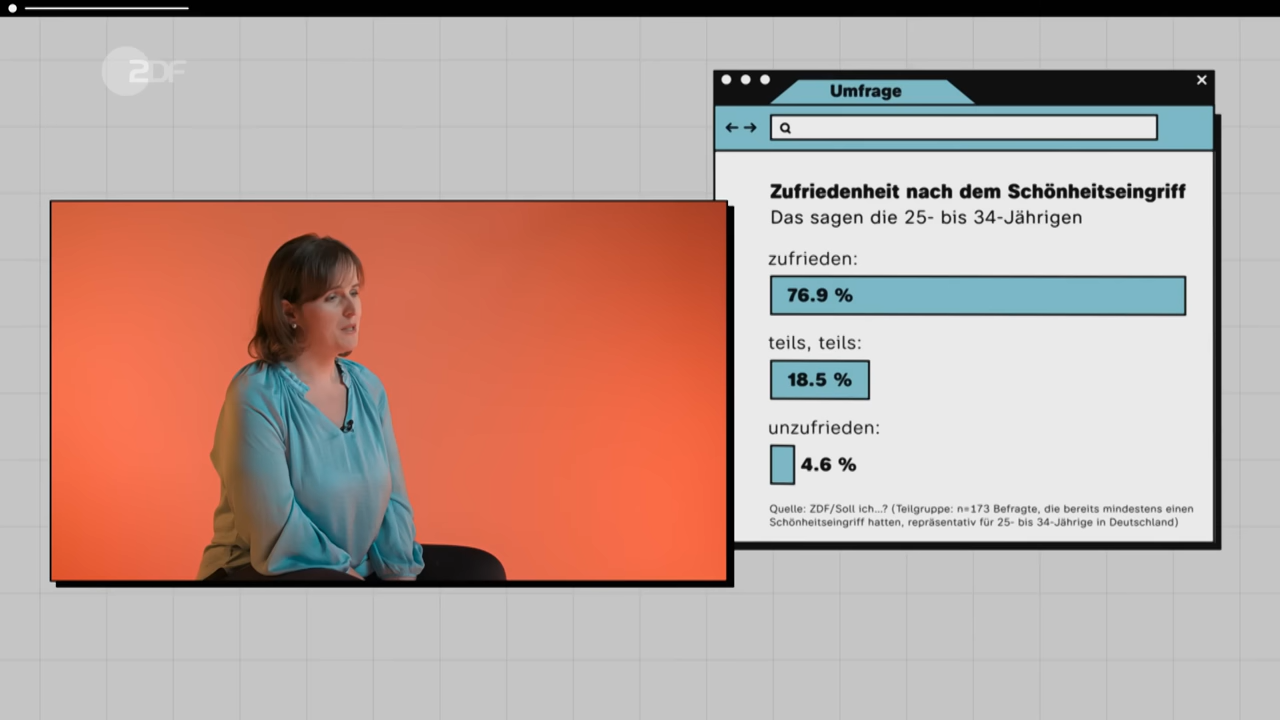 ZDF
Umfrage
Zufriedenheit nach dem Schönheitseingriff
Das sagen die 25- bis 34-Jährigen
zufrieden:
76.9 %
teils, teils:
18.5 %
unzufrieden:
4.6 %
Quelle: ZDF/Soll ich...? (Teilgruppe: n=173 Befragte, die bereits mindestens einen
Schönheitseingriff hatten, repräsentativ für 25- bis 34-Jährige in Deutschland)